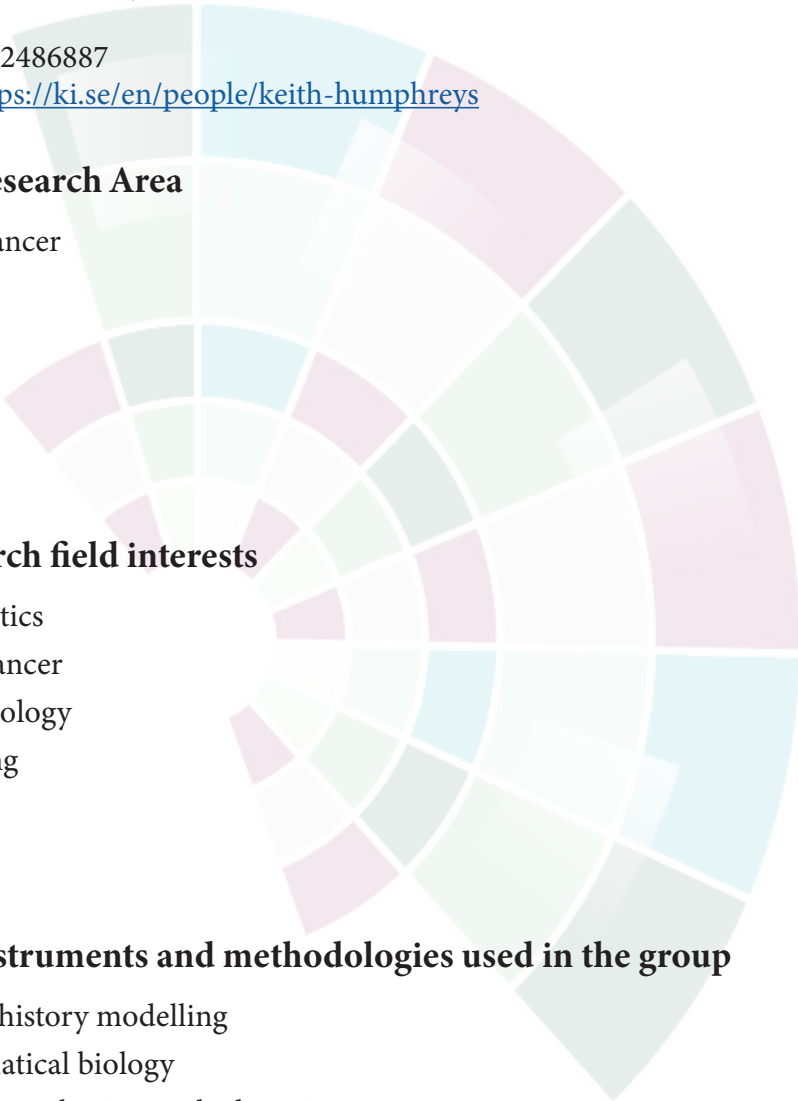 2486887
ps://ki.se/en/people/keith-humphreys
esearch Area
ancer
rch field interests
tics
ancer
ology
ng
struments and methodologies used in the group
history modelling
atical biology